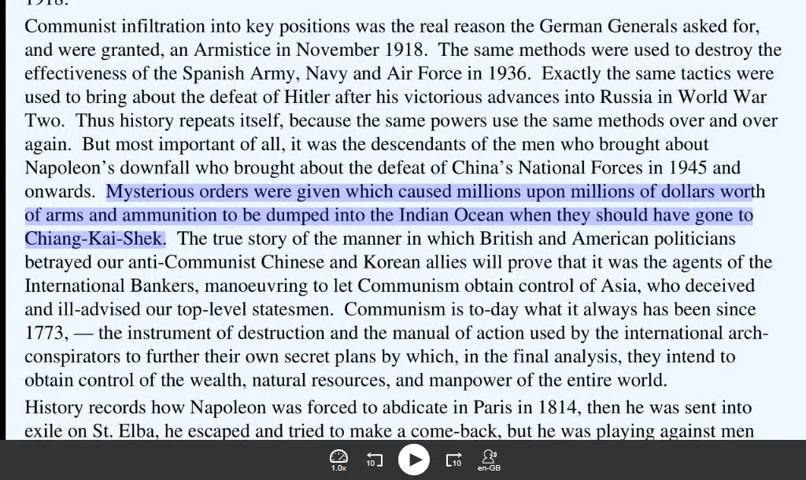 1918.
Communist infiltration into key positions was the real reason the German Generals asked for,
and were granted, an Armistice in November 1918. The same methods were used to destroy the
effectiveness of the Spanish Army, Navy and Air Force in 1936. Exactly the same tactics were
used to bring about the defeat of Hitler after his victorious advances into Russia in World War
Two. Thus history repeats itself, because the same powers use the same methods over and over
again. But most important of all, it was the descendants of the men who brought about
Napoleon's downfall who brought about the defeat of China's National Forces in 1945 and
onwards. Mysterious orders were given which caused millions upon millions of dollars worth
of arms and ammunition to be dumped into the Indian Ocean when they should have gone to
Chiang-Kai-Shek. The true story of the manner in which British and American politicians
betrayed our anti-Communist Chinese and Korean allies will prove that it was the agents of the
International Bankers, manoeuvring to let Communism obtain control of Asia, who deceived
and ill-advised our top-level statesmen. Communism is to-day what it always has been since
1773, — the instrument of destruction and the manual of action used by the international arch-
conspirators to further their own secret plans by which, in the final analysis, they intend to
obtain control of the wealth, natural resources, and manpower of the entire world.
History records how Napoleon was forced to abdicate in Paris in 1814, then he was sent into
exile on St. Elba, he escaped and tried to make a come-back, but he was playing against men
1.0x 10 10 en-GB